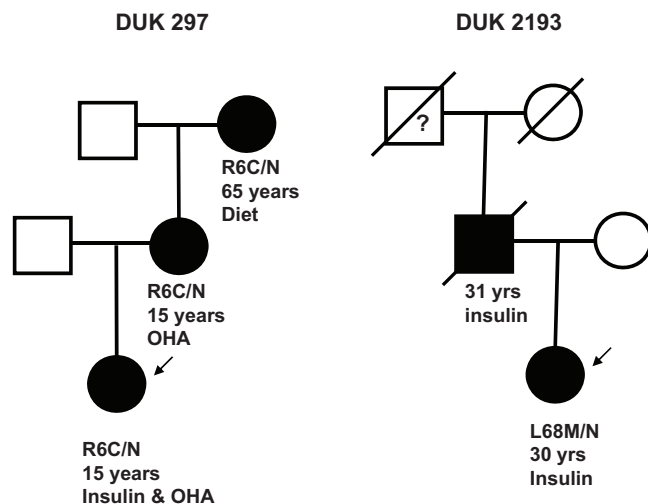 DUK 297
R6C/N
65 years
Diet
R6C/N
15 years
OHA
R6C/N
15 years
Insulin & OHA
DUK 2193
?
31 yrs
insulin
L68M/N
30 yrs
Insulin